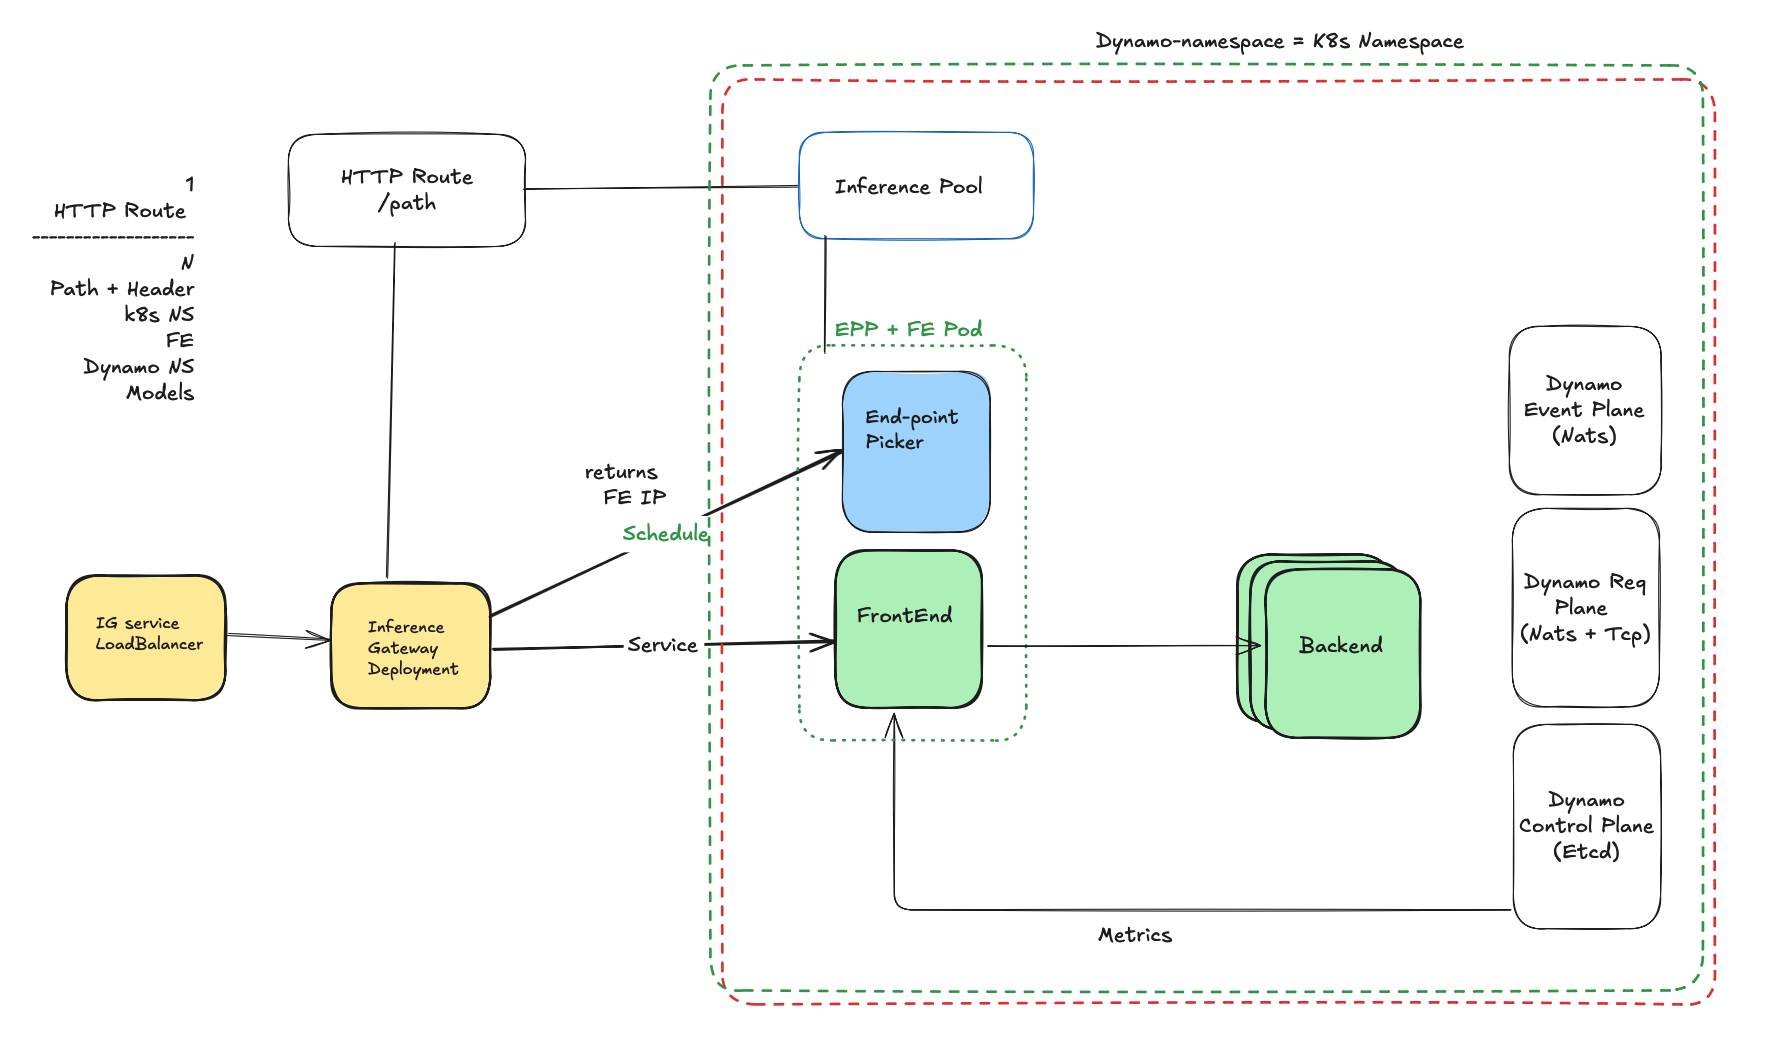 Dynamo-namespace = K8s Namespace
HTTP Route
/path
Inference Pool
1
HTTP Route
-------------------
N
Path + Header
k8s NS
FE
Dynamo NS
Models
EPP + FE Pod
End-point
Picker
returns
FE IP
Schedule
IG service
LoadBalancer
Inference
Gateway
Deployment
Service
FrontEnd
Backend
Dynamo
Event Plane
(Nats)
Dynamo Req
Plane
(Nats + Tcp)
Dynamo
Control Plane
(Etcd)
Metrics